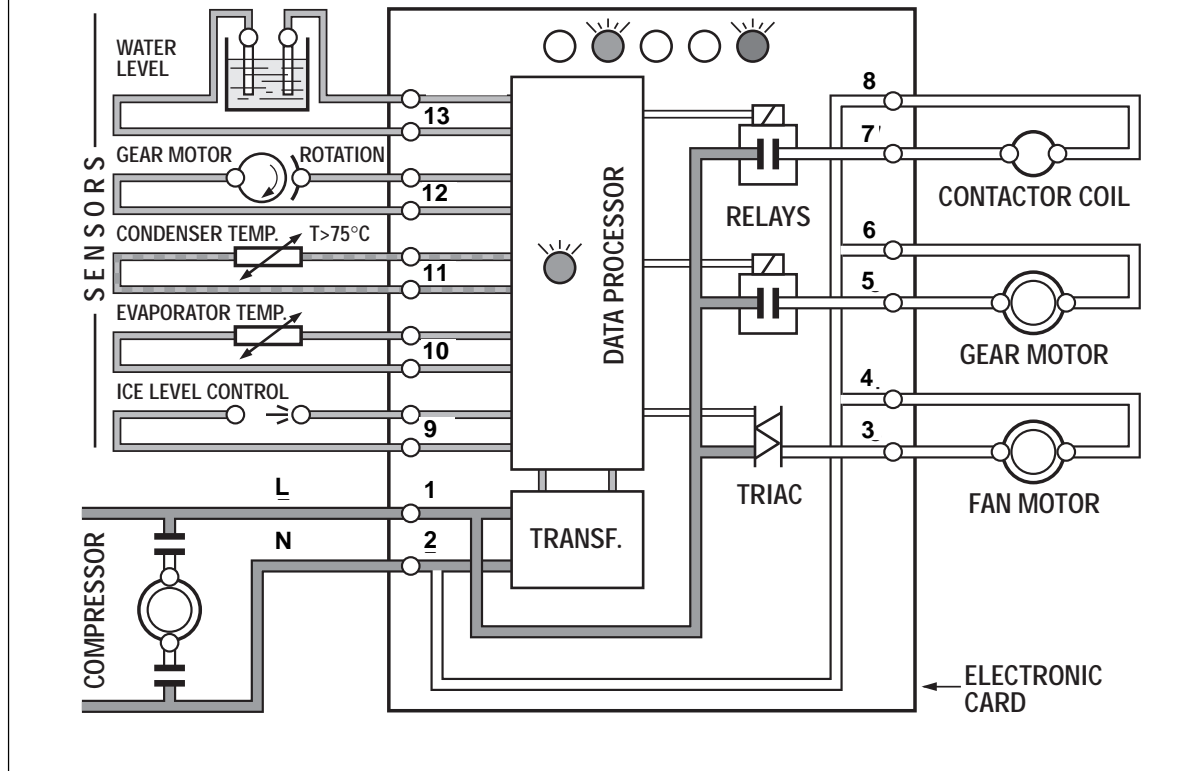 WATER
LEVEL
13
GEAR MOTOR ROTATION
12
CONDENSER TEMP. T>75°C
11
EVAPORATOR TEMP.
10
ICE LEVEL CONTROL
9
SENSORS
L
1
N
2
COMPRESSOR
DATA PROCESSOR
TRANSF.
RELAYS
TRIAC
8
7
CONTACTOR COIL
6
5
GEAR MOTOR
4
3
FAN MOTOR
ELECTRONIC
CARD